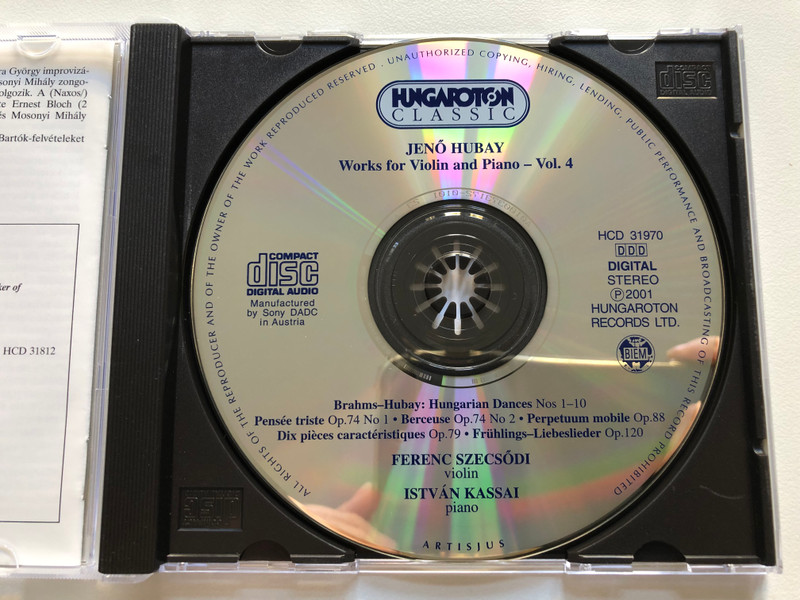 ra György improvizá-
sonyi Mihály zongo-
olgozik. A (Naxos/)
te Ernest Bloch (2
és Mosonyi Mihály
Bartók-felvételeket
ker of
HCD 31812
ALL RIGHTS OF THE REPRODUCER AND OF THE OWNER OF THE WORK REPRODUCED RESERVED · UNAUTHORIZED COPYING, HIRING, LENDING, PUBLIC PERFORMANCE AND BROADCASTING OF THIS RECORD PROHIBITED
HUNGAROTON
CLASSIC
JENŐ HUBAY
Works for Violin and Piano – Vol. 4
COMPACT
disc
DIGITAL AUDIO
Manufactured
by Sony DADC
in Austria
HCD 31970
DDD
DIGITAL
STEREO
℗ 2001
HUNGAROTON
RECORDS LTD.
BIEM
Brahms–Hubay: Hungarian Dances Nos 1–10
Pensée triste Op.74 No 1 • Berceuse Op.74 No 2 • Perpetuum mobile Op.88
Dix pièces caractéristiques Op.79 • Frühlings–Liebeslieder Op.120
FERENC SZECSŐDI
violin
ISTVÁN KASSAI
piano
ARTISJUS
COMPACT
disc
DIGITAL AUDIO